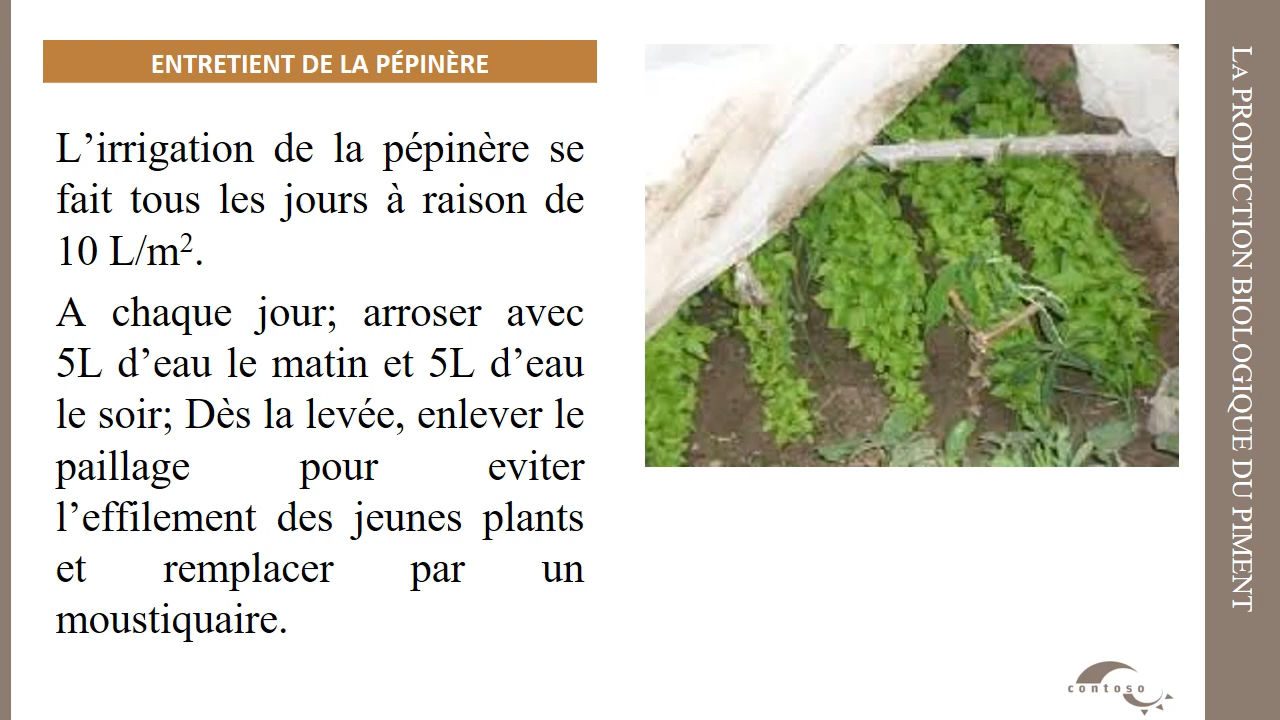 ENTRETIENT DE LA PÉPINÈRE
L’irrigation de la pépinère se
fait tous les jours à raison de
10 L/m².
A chaque jour; arroser avec
5L d’eau le matin et 5L d’eau
le soir; Dès la levée, enlever le
paillage pour eviter
l’effilement des jeunes plants
et remplacer par un
moustiquaire.
LA PRODUCTION BIOLOGIQUE DU PIMENT
contoso